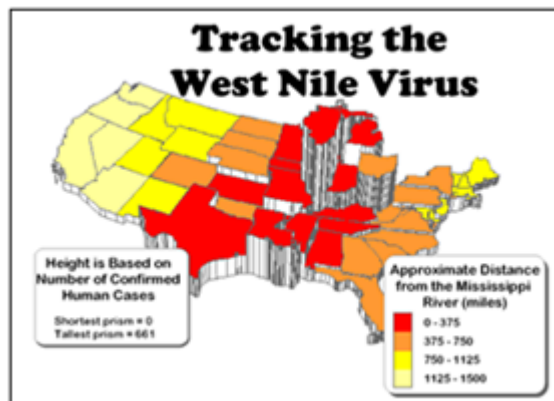 Tracking the
West Nile Virus
Height is Based on
Number of Confirmed
Human Cases
Shortest prism = 0
Tallest prism = 661
Approximate Distance
from the Mississippi
River (miles)
0 - 375
375 - 750
750 - 1125
1125 - 1500